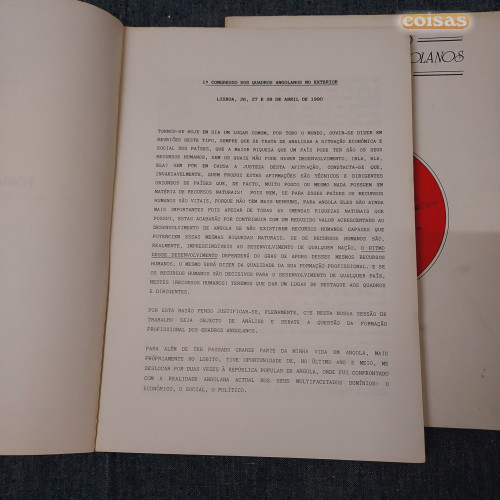 coisas
OLANOS
1º CONGRESSO DOS QUADROS ANGOLANOS NO EXTERIOR
LISBOA, 26, 27 E 28 DE ABRIL DE 1990
TORNOU-SE HOJE EM DIA UM LUGAR COMUM, POR TODO O MUNDO, OUVIR-SE DIZER EM
REUNIÕES DESTE TIPO, SEMPRE QUE SE TRATA DE ANALISAR A SITUAÇÃO ECONÓMICA E
SOCIAL DOS PAÍSES, QUE A MAIOR RIQUESA QUE UM PAÍS PODE TER SÃO OS SEUS
RECURSOS HUMANOS, SEM OS QUAIS NÃO PODE HAVER DESENVOLVIMENTO, (BLA, BLA,
BLA) SEM POR EM CAUSA A JUSTEZA DESTA AFIRMAÇÃO, CONSTACTA-SE QUE,
INVARIAVELMENTE, QUEM PRODUZ ESTAS AFIRMAÇÕES SÃO TÉCNICOS E DIRIGENTES
ORIUNDOS DE PAÍSES QUE, DE FACTO, MUITO POUCO OU MESMO NADA POSSUEM EM
MATÉRIA DE RECURSOS NATURAIS! POIS BEM, SE PARA ESSES PAÍSES OS RECURSOS
HUMANOS SÃO VITAIS, PORQUE NÃO TÊM MAIS NENHUNS, PARA ANGOLA ELES SÃO AINDA
MAIS IMPORTANTES POIS APESAR DE TODAS AS IMENSAS RIQUEZAS NATURAIS QUE
POSSUI, ESTAS ACABARÃO POR CONTRIBUIR COM UM REDUZIDO VALOR ACRESCENTADO AO
DESENVOLVIMENTO DE ANGOLA SE NÃO EXISTIREM RECURSOS HUMANOS CAPAZES QUE
POTENCIEM ESSAS MESMAS RIQUEZAS NATURAIS. SE OS RECURSOS HUMANOS SÃO,
REALMENTE, IMPRESCINDÍVEIS AO DESENVOLVIMENTO DE QUALQUER NAÇÃO, O RITMO
DESSE DESENVOLVIMENTO DEPENDERÁ DO GRAU DE APURO DESSES MESMOS RECURSOS
HUMANOS. O MESMO SERÁ DIZER DA QUALIDADE DA SUA FORMAÇÃO PROFISSIONAL. E SE
OS RECURSOS HUMANOS SÃO DECISIVOS PARA O DESENVOLVIMENTO DE QUALQUER PAÍS,
NESTES (RECURSOS HUMANOS) TEREMOS QUE DAR UM LUGAR DE DESTAQUE AOS QUADROS
E DIRIGENTES.
POR ESTA RAZÃO PENSO JUSTIFICAR-SE, PLENAMENTE, QUE NESTA NOSSA SESSÃO DE
TRABALHO SEJA OBJECTO DE ANÁLISE E DEBATE A QUESTÃO DA FORMAÇÃO
PROFISSIONAL DOS QUADROS ANGOLANOS.
PARA ALÉM DE TER PASSADO GRANDE PARTE DA MINHA VIDA EM ANGOLA, MAIS
PRÓPRIAMENTE NO LOBITO, TIVE OPORTUNIDADE DE, NO ÚLTIMO ANO E MEIO, ME
DESLOCAR POR DUAS VEZES À REPÚBLICA POPULAR DE ANGOLA, ONDE FUI CONFRONTADO
COM A REALIDADE ANGOLANA ACTUAL NOS SEUS MULTIFACETADOS DOMÍNIOS: O
ECONÓMICO, O SOCIAL, O POLÍTICO.